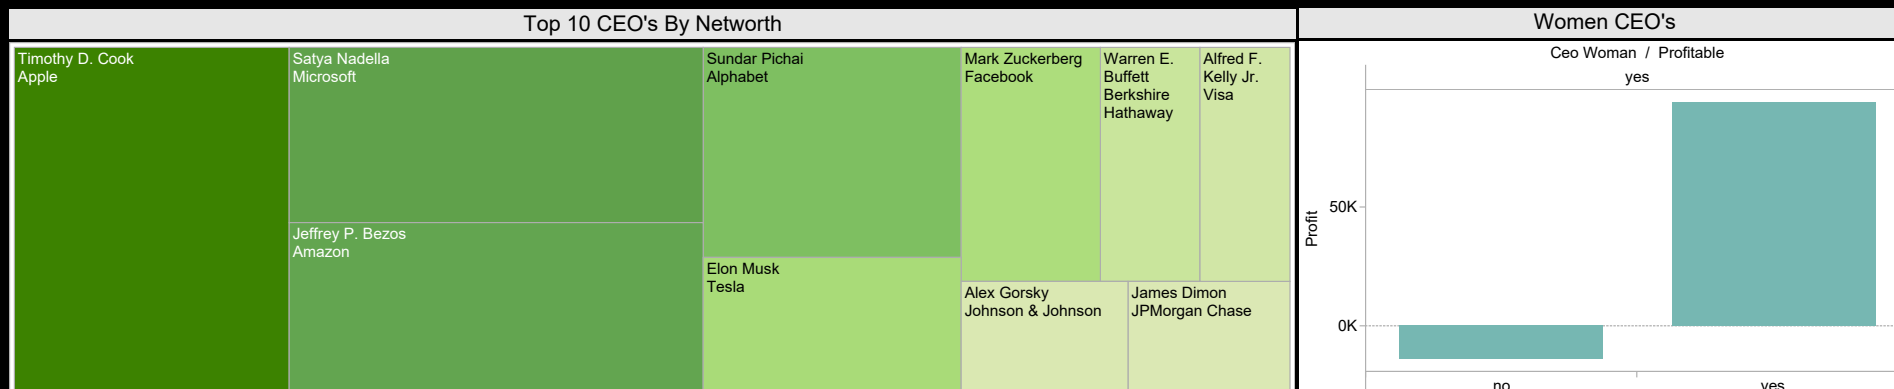 Top 10 CEO's By Networth
Timothy D. Cook
Apple
Satya Nadella
Microsoft
Jeffrey P. Bezos
Amazon
Sundar Pichai
Alphabet
Elon Musk
Tesla
Mark Zuckerberg
Facebook
Warren E.
Buffett
Berkshire
Hathaway
Alfred F.
Kelly Jr.
Visa
Alex Gorsky
Johnson & Johnson
James Dimon
JPMorgan Chase
Women CEO's
Ceo Woman / Profitable
yes
Profit
50K
0K
no
yes